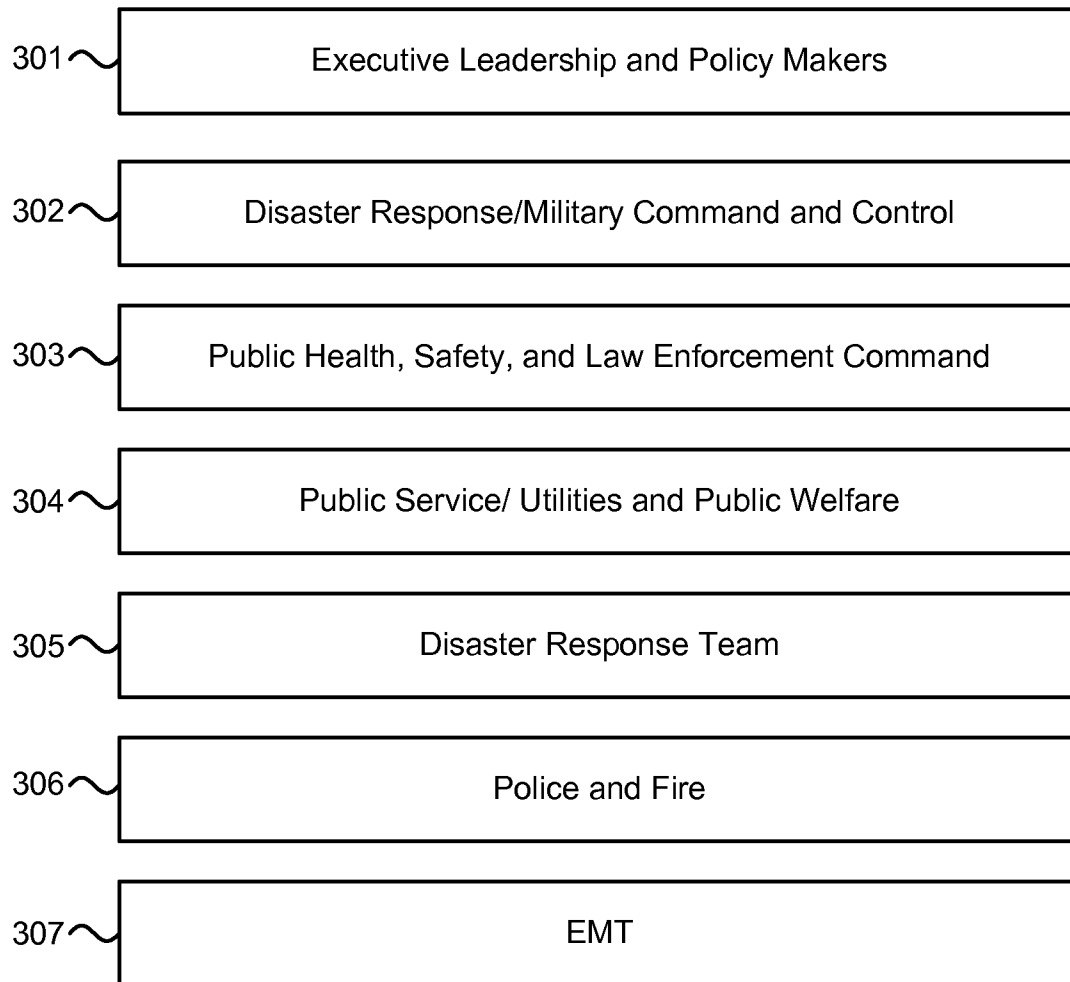 301 Executive Leadership and Policy Makers
302 Disaster Response/Military Command and Control
303 Public Health, Safety, and Law Enforcement Command
304 Public Service/ Utilities and Public Welfare
305 Disaster Response Team
306 Police and Fire
307 EMT